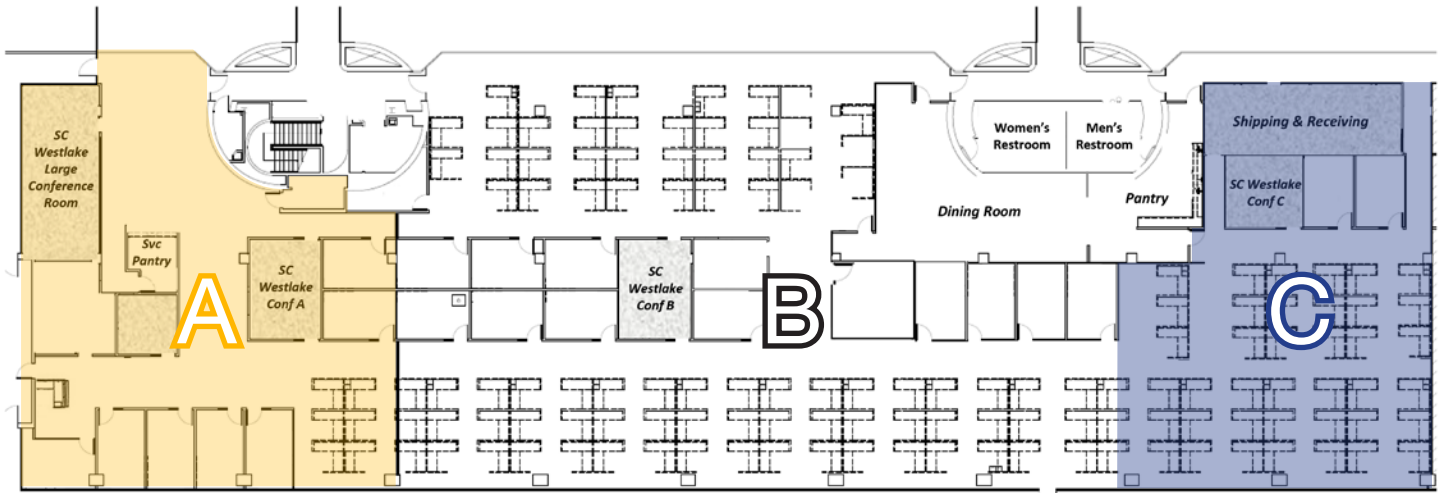 SC
Westlake
Large
Conference
Room
Svc
Pantry
SC
Westlake
Conf A
A
SC
Westlake
Conf B
B
Women's
Restroom
Men's
Restroom
Dining Room
Pantry
Shipping & Receiving
SC Westlake
Conf C
C